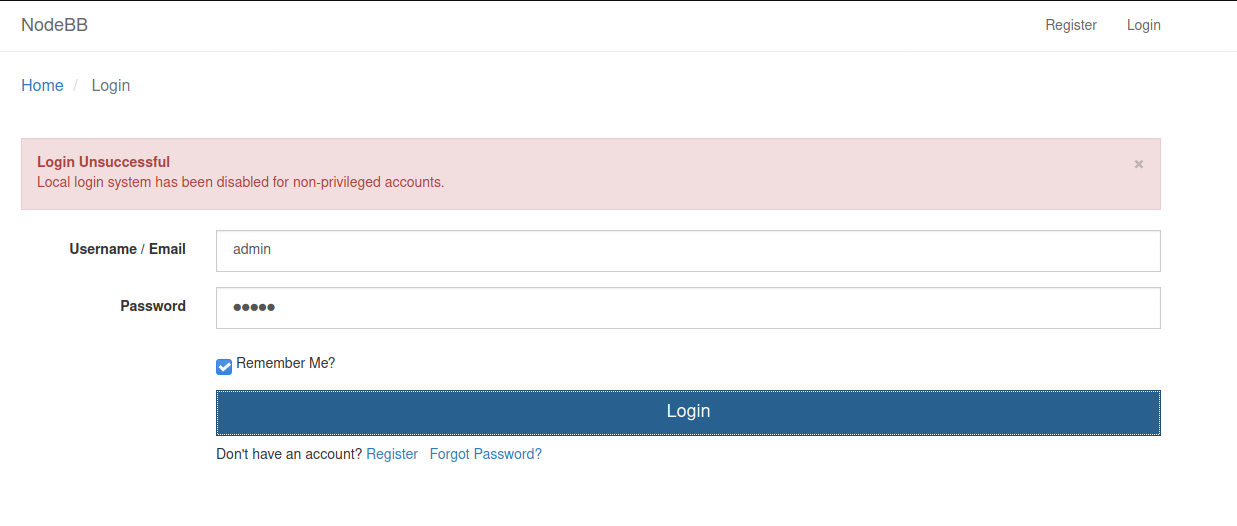 NodeBB Register Login
Home / Login
Login Unsuccessful ×
Local login system has been disabled for non-privileged accounts.
Username / Email admin
Password ●●●●●
Remember Me?
Login
Don't have an account? Register Forgot Password?